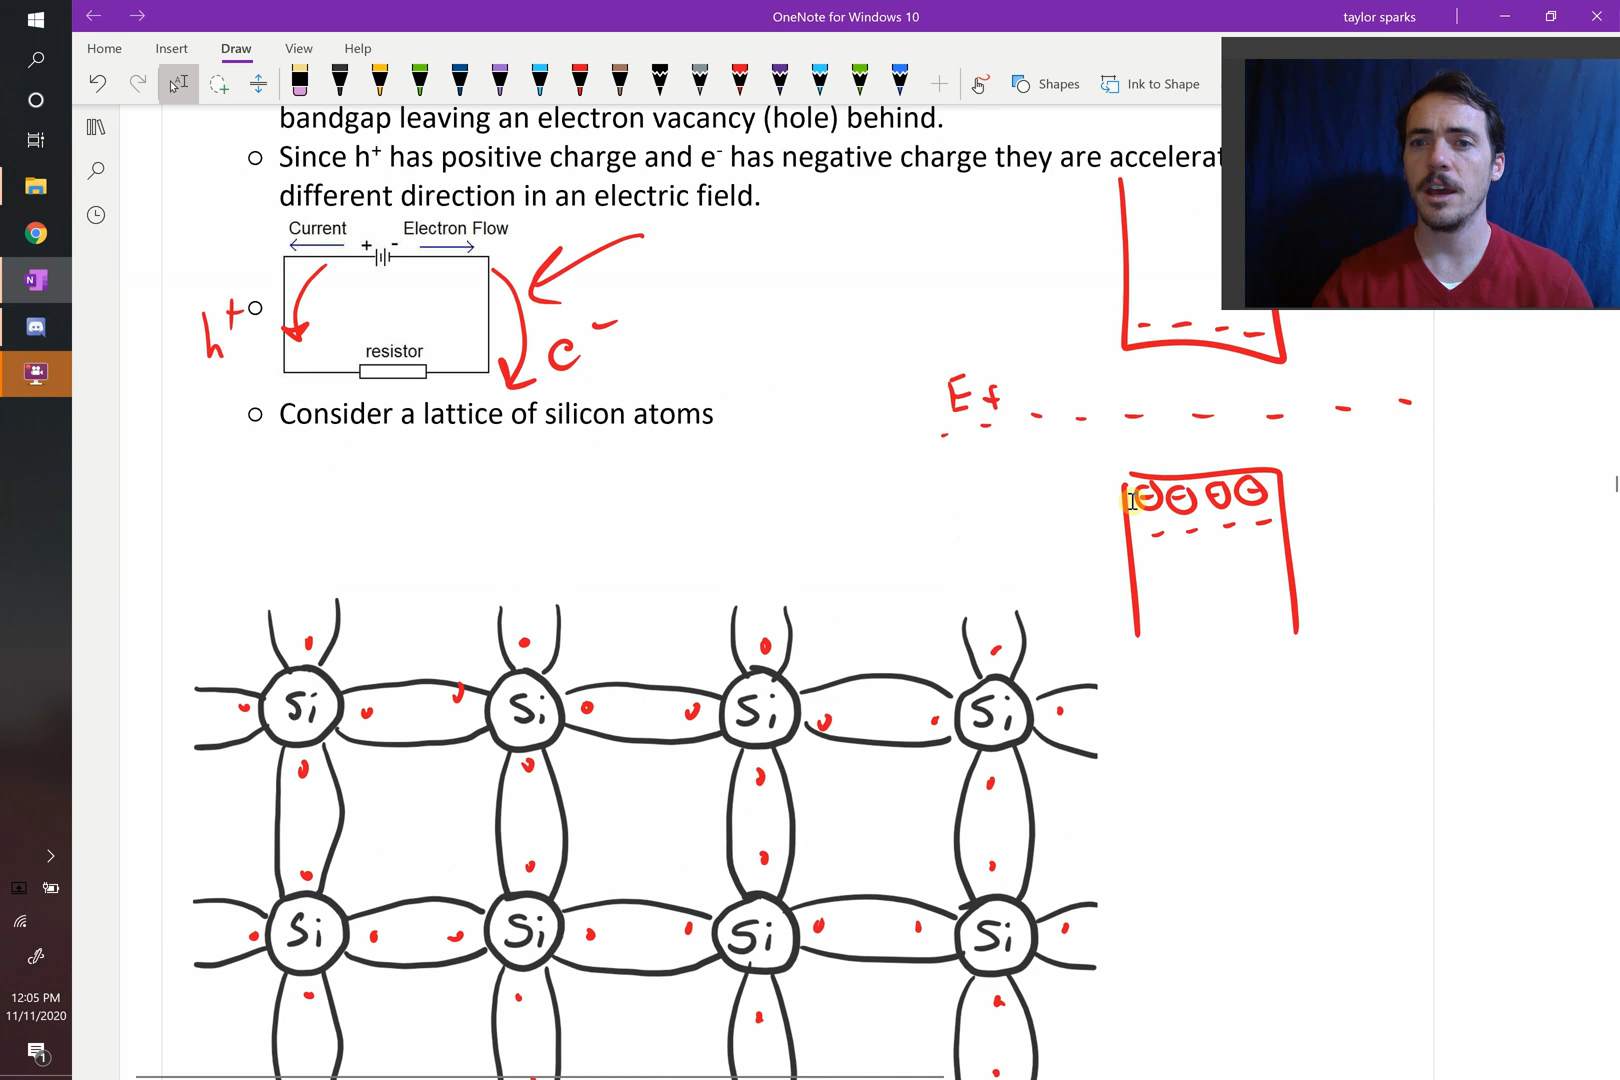 OneNote for Windows 10
taylor sparks
Home Insert Draw View Help
Shapes
Ink to Shape
bandgap leaving an electron vacancy (hole) behind.
Since h+ has positive charge and e- has negative charge they are accelerat
different direction in an electric field.
Current
Electron Flow
+ -
h+
e-
resistor
Ef
Consider a lattice of silicon atoms
Si Si Si Si
Si Si Si Si
12:05 PM
11/11/2020
1